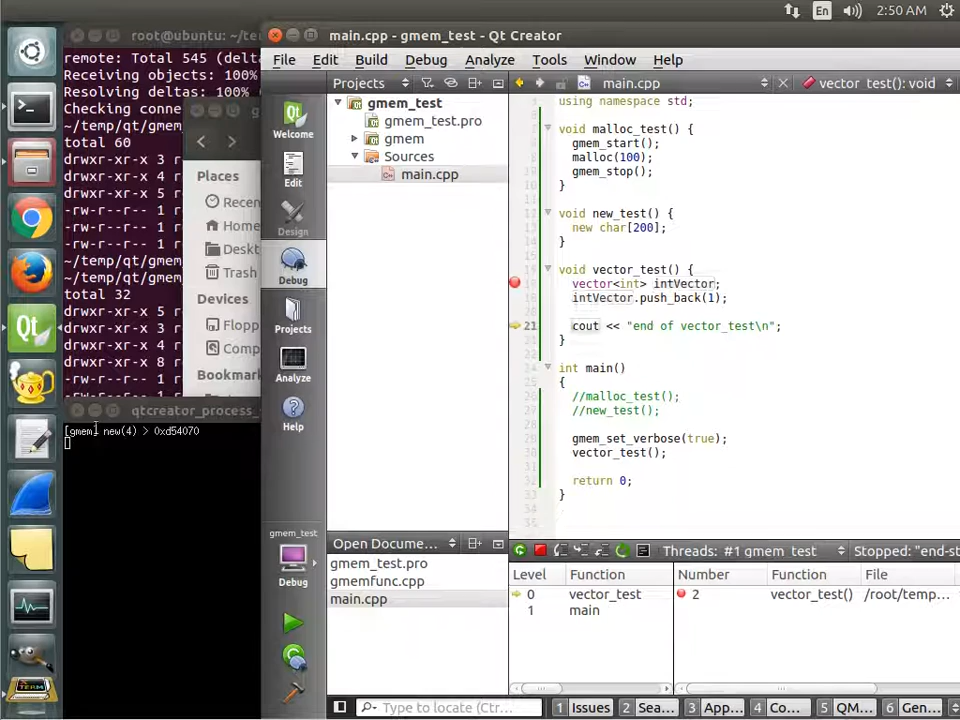 En
2:50 AM
root@ubuntu: ~/te
main.cpp - gmem_test - Qt Creator
File Edit Build Debug Analyze Tools Window Help
remote: Total 545 (delt
Receiving objects: 100%
Resolving deltas: 100%
Checking conne
~/temp/qt/gmem
total 60
drwxr-xr-x 3 r
drwxr-xr-x 4 r
drwxr-xr-x 5 r
-rw-r--r-- 1 r
-rw-r--r-- 1 r
-rw-r--r-- 1 r
~/temp/qt/gmem
~/temp/qt/gmem
total 32
drwxr-xr-x 5 r
drwxr-xr-x 3 r
drwxr-xr-x 4 r
drwxr-xr-x 8 r
-rw-r--r-- 1 r
-rw-r--r-- 1 r
Places
Recen
Home
Deskt
Trash
Devices
Flopp
Comp
Bookmark
qtcreator_process_
[gmem] new(4) > 0xd54070
Welcome
Edit
Design
Debug
Projects
Analyze
Help
gmem_test
Debug
Projects
gmem_test
gmem_test.pro
gmem
Sources
main.cpp
Open Docume...
gmem_test.pro
gmemfunc.cpp
main.cpp
main.cpp
vector_test(): void
using namespace std;
void malloc_test() {
gmem_start();
malloc(100);
gmem_stop();
}
void new_test() {
new char[200];
}
void vector_test() {
vector<int> intVector;
intVector.push_back(1);
21 cout << "end of vector_test\n";
}
int main()
{
//malloc_test();
//new_test();
gmem_set_verbose(true);
vector_test();
return 0;
}
Threads: #1 gmem_test
Stopped: "end-st
Level Function Number Function File
0 vector_test 2 vector_test() /root/temp...
1 main
Type to locate (Ctr...
1 Issues 2 Sea... 3 App... 4 Co... 5 QM... 6 Gen...